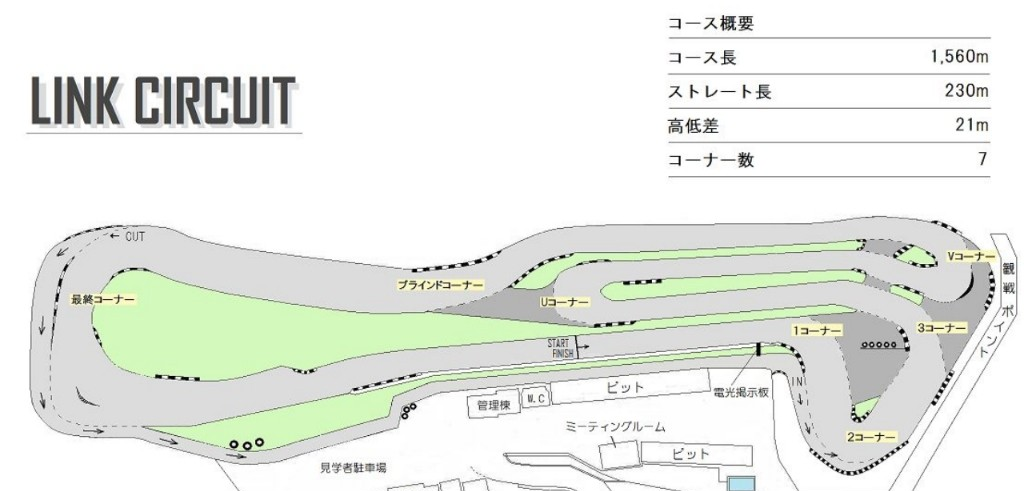 コース概要
コース長 1,560m
ストレート長 230m
高低差 21m
コーナー数 7
LINK CIRCUIT
← CUT
Vコーナー
観戦ポイント
ブラインドコーナー
最終コーナー
Uコーナー
1コーナー
3コーナー
START
FINISH
IN
電光掲示板
管理棟
W.C
ピット
ミーティングルーム
2コーナー
ピット
見学者駐車場